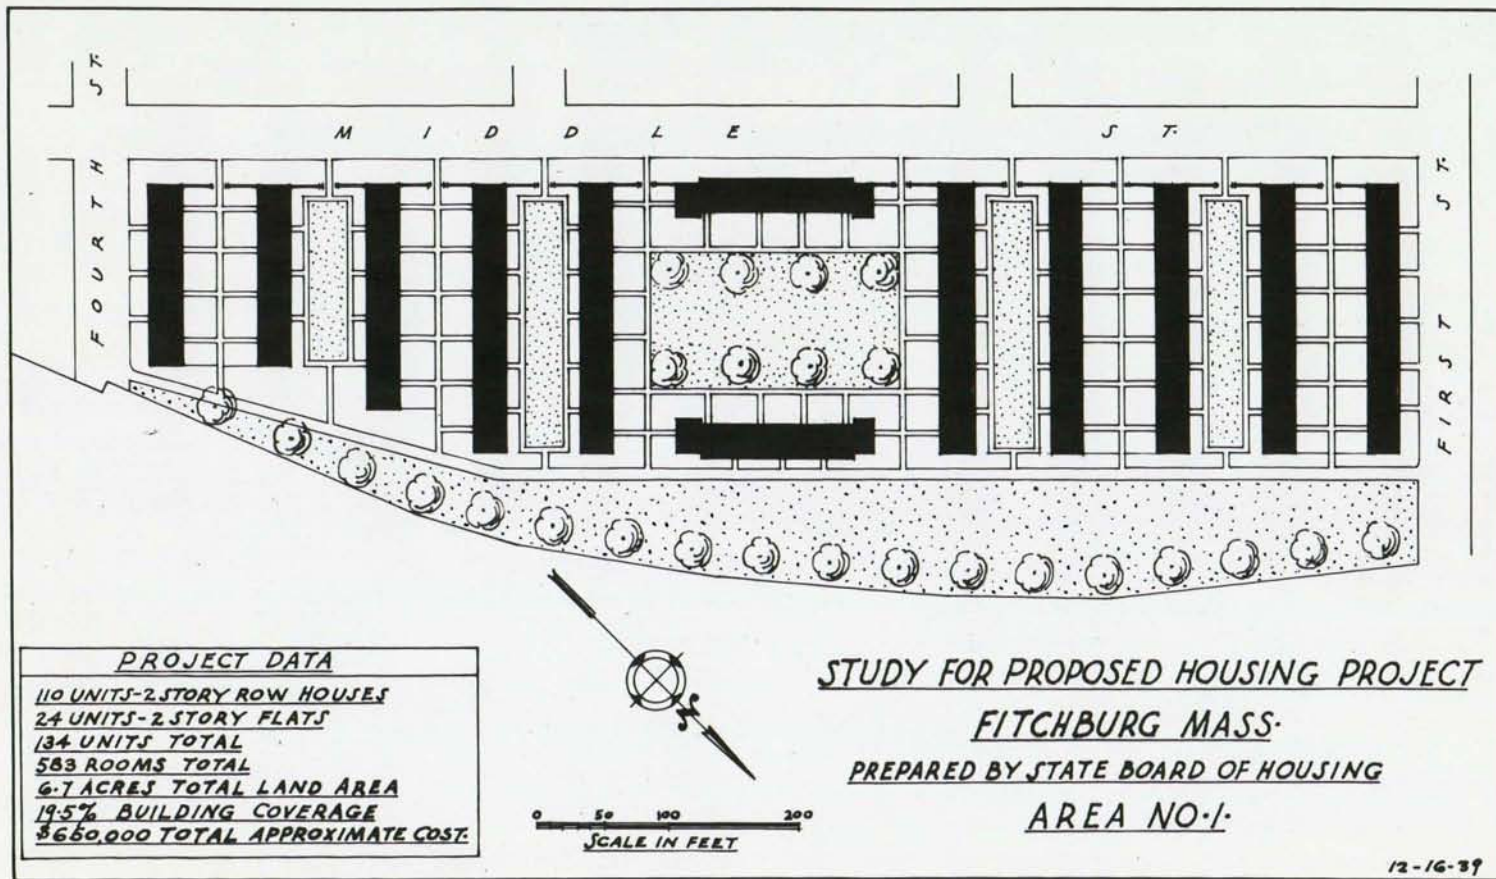 ST.
MIDDLE ST.
FOURTH
FIRST ST.
PROJECT DATA
110 UNITS-2 STORY ROW HOUSES
24 UNITS-2 STORY FLATS
134 UNITS TOTAL
583 ROOMS TOTAL
6.7 ACRES TOTAL LAND AREA
19.5% BUILDING COVERAGE
$650,000 TOTAL APPROXIMATE COST.
N
0 50 100 200
SCALE IN FEET
STUDY FOR PROPOSED HOUSING PROJECT
FITCHBURG MASS.
PREPARED BY STATE BOARD OF HOUSING
AREA NO.1.
12-16-39